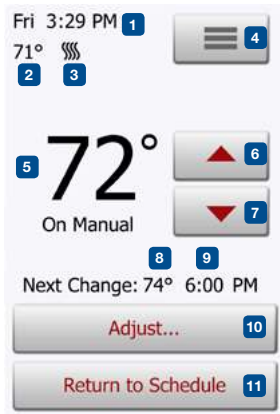 Fri 3:29 PM 1
4
71°
2 3
5 72° 6
On Manual 7
8 9
Next Change: 74° 6:00 PM
Adjust... 10
Return to Schedule 11